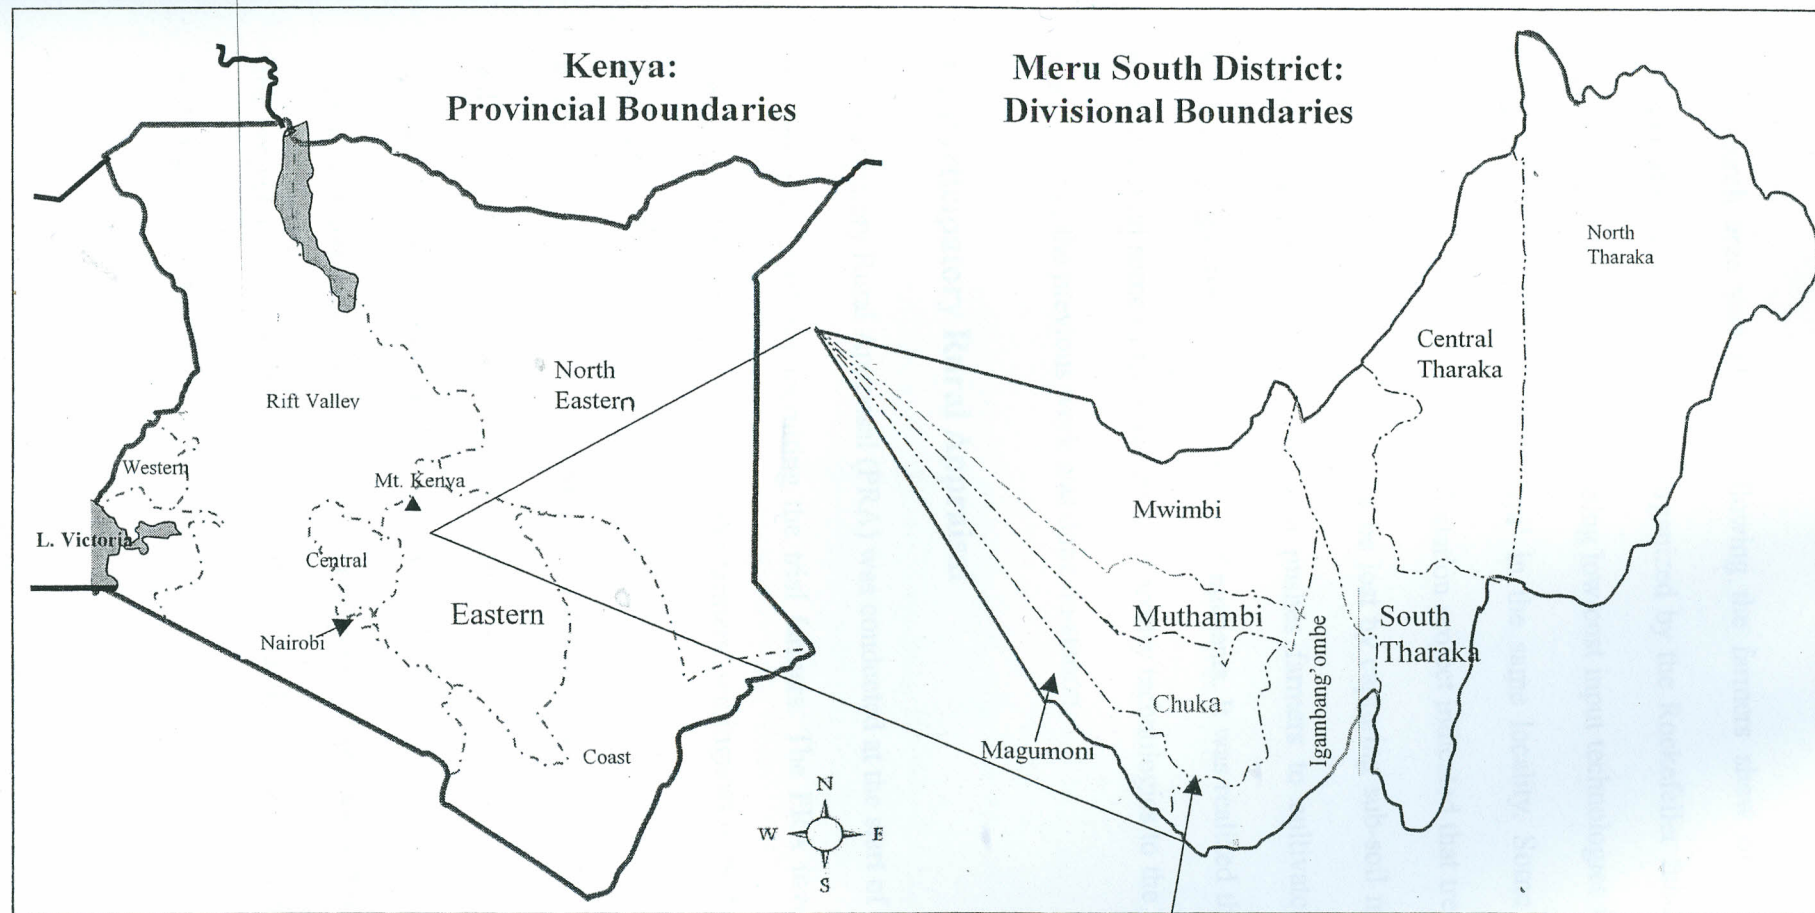 Kenya:
Provincial Boundaries
Rift Valley
North
Eastern
Western
Mt. Kenya
L. Victoria
Central
Nairobi
Eastern
Coast
N
W
E
S
Meru South District:
Divisional Boundaries
North
Tharaka
Central
Tharaka
Mwimbi
Muthambi
South
Tharaka
Igambang'ombe
Chuka
Magumoni